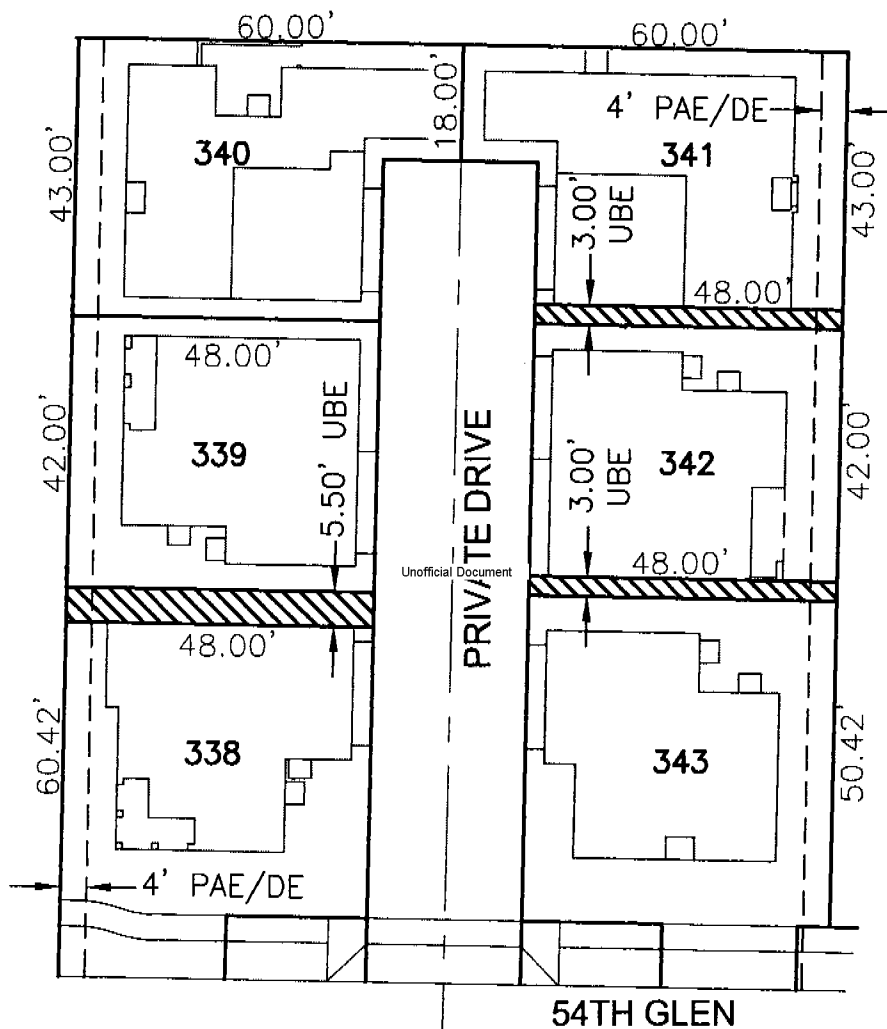 60.00'
60.00'
18.00'
4' PAE/DE
340
341
43.00'
43.00'
3.00'
UBE
48.00'
48.00'
5.50' UBE
PRIVATE DRIVE
339
342
42.00'
42.00'
3.00'
UBE
Unofficial Document
48.00'
48.00'
338
343
60.42'
50.42'
4' PAE/DE
54TH GLEN